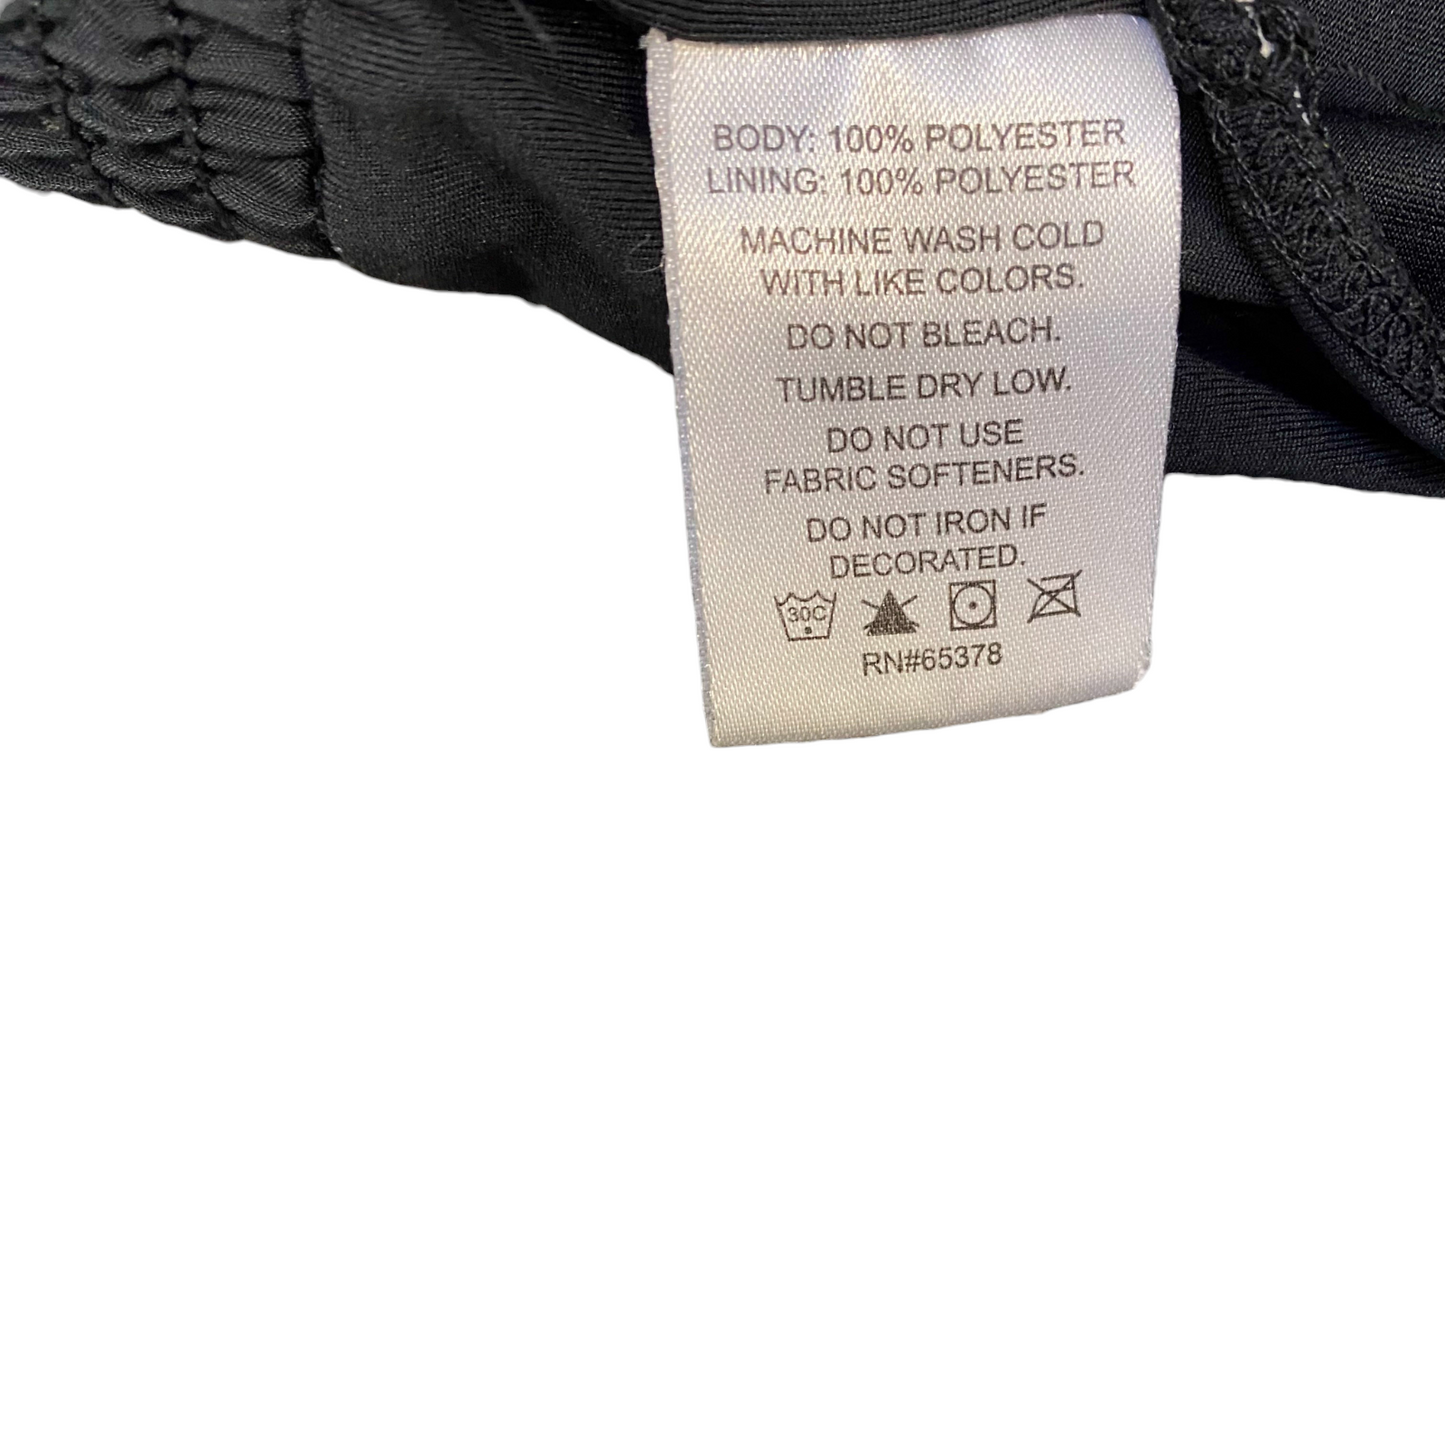 BODY: 100% POLYESTER
LINING: 100% POLYESTER
MACHINE WASH COLD
WITH LIKE COLORS.
DO NOT BLEACH.
TUMBLE DRY LOW.
DO NOT USE
FABRIC SOFTENERS.
DO NOT IRON IF
DECORATED.
30C
RN#65378